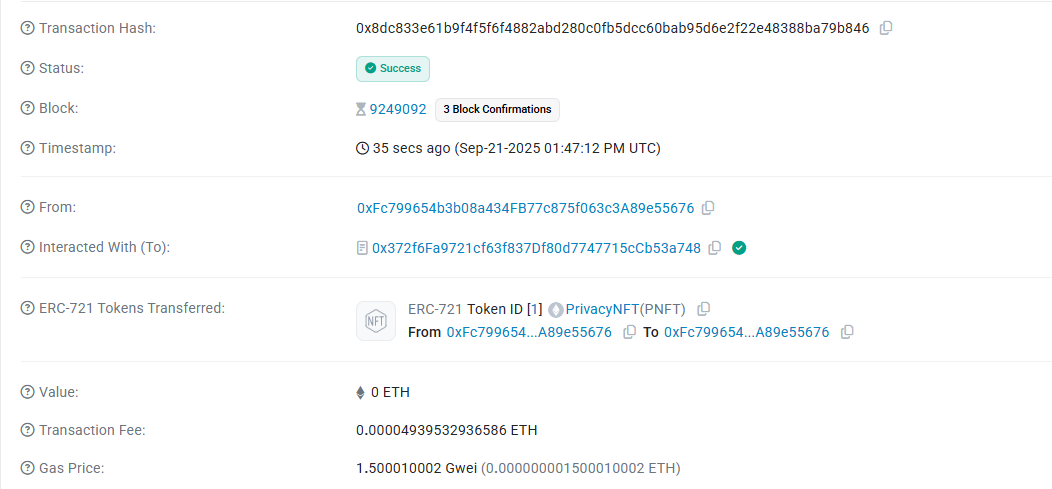 Transaction Hash: 0x8dc833e61b9f4f5f6f4882abd280c0fb5dcc60bab95d6e2f22e48388ba79b846
Status: Success
Block: 9249092 3 Block Confirmations
Timestamp: 35 secs ago (Sep-21-2025 01:47:12 PM UTC)
From: 0xFc799654b3b08a434FB77c875f063c3A89e55676
Interacted With (To): 0x372f6Fa9721cf63f837Df80d7747715cCb53a748
ERC-721 Tokens Transferred: NFT ERC-721 Token ID [1] PrivacyNFT(PNFT)
From 0xFc799654...A89e55676 To 0xFc799654...A89e55676
Value: 0 ETH
Transaction Fee: 0.00004939532936586 ETH
Gas Price: 1.500010002 Gwei (0.000000001500010002 ETH)